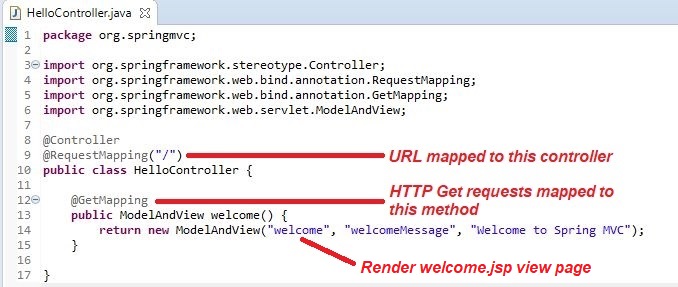 HelloController.java
1 package org.springmvc;
2
3 import org.springframework.stereotype.Controller;
4 import org.springframework.web.bind.annotation.RequestMapping;
5 import org.springframework.web.bind.annotation.GetMapping;
6 import org.springframework.web.servlet.ModelAndView;
7
8 @Controller
9 @RequestMapping("/") URL mapped to this controller
10 public class HelloController {
11
12 @GetMapping HTTP Get requests mapped to
this method
13 public ModelAndView welcome() {
14 return new ModelAndView("welcome", "welcomeMessage", "Welcome to Spring MVC");
15 }
16 Render welcome.jsp view page
17 }